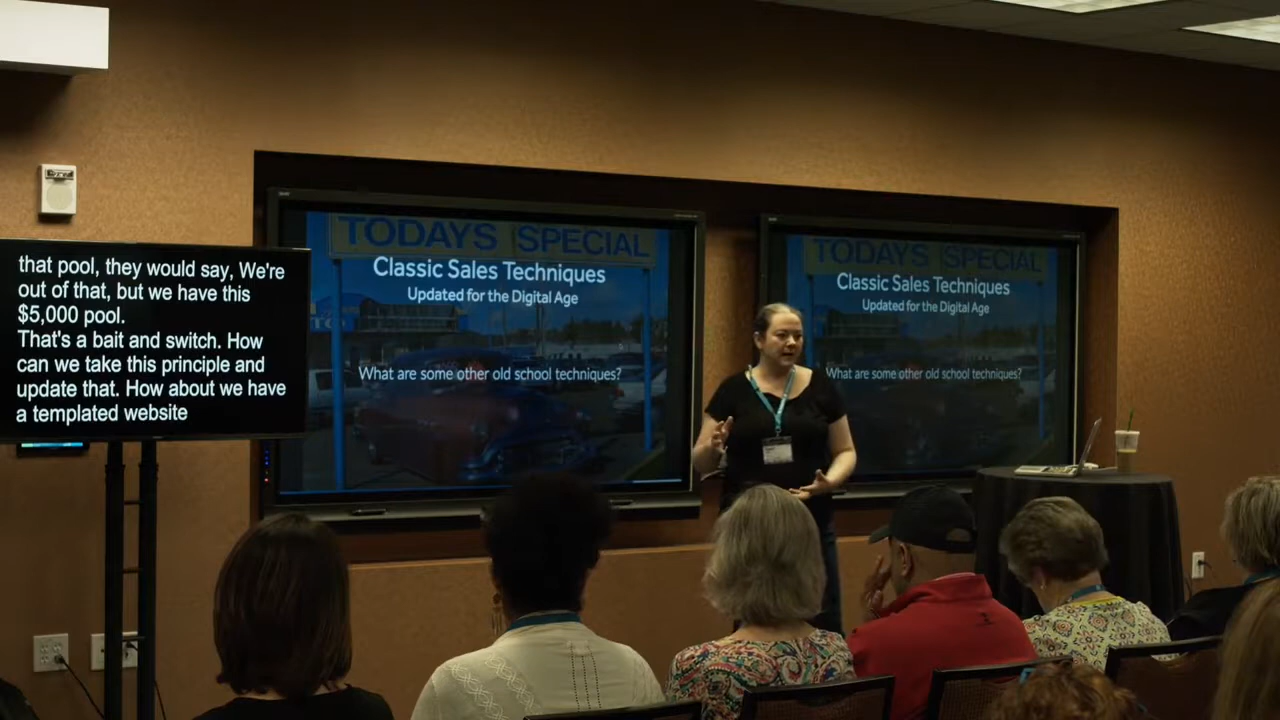 that pool, they would say, We're
out of that, but we have this
$5,000 pool.
That's a bait and switch. How
can we take this principle and
update that. How about we have
a templated website
TODAYS SPECIAL
Classic Sales Techniques
Updated for the Digital Age
What are some other old school techniques?
TODAYS SPECIAL
Classic Sales Techniques
Updated for the Digital Age
What are some other old school techniques?